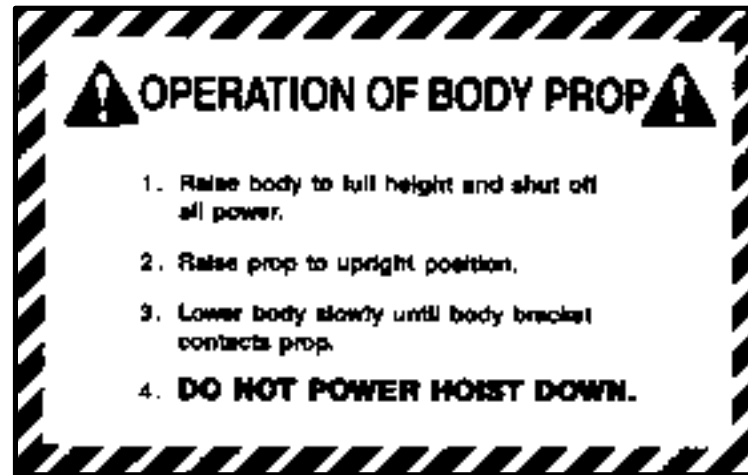 OPERATION OF BODY PROP
1. Raise body to full height and shut off
all power.
2. Raise prop to upright position.
3. Lower body slowly until body bracket
contacts prop.
4. DO NOT POWER HOIST DOWN.